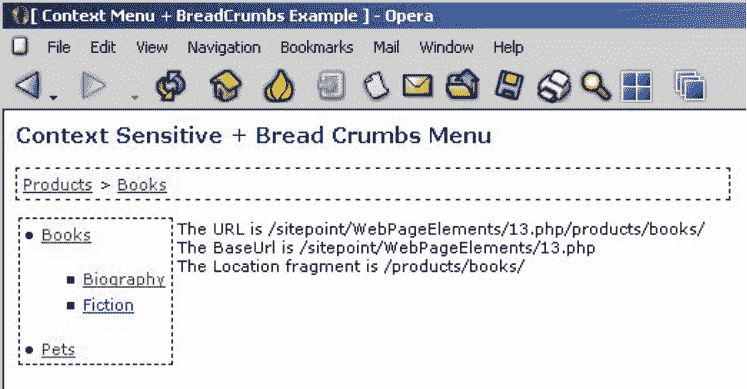 [ Context Menu + BreadCrumbs Example ] - Opera
File Edit View Navigation Bookmarks Mail Window Help
Context Sensitive + Bread Crumbs Menu
Products > Books
Books
Biography
Fiction
Pets
The URL is /sitepoint/WebPageElements/13.php/products/books/
The BaseUrl is /sitepoint/WebPageElements/13.php
The Location fragment is /products/books/